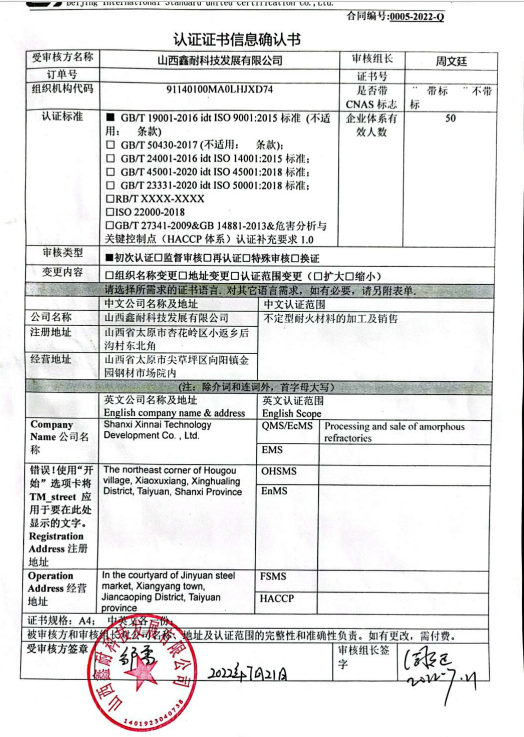 Beijing International Standard united Certification Co., Ltd.
合同编号:0005-2022-Q
认证证书信息确认书
受审核方名称 山西鑫耐科技发展有限公司 审核组长 周文廷
订单号 证书号
组织机构代码 91140100MA0LHJXD74 是否带 CNAS 标志 ¨ 带标 ¨ 不带标
认证标准 企业体系有效人数 50
■ GB/T 19001-2016 idt ISO 9001:2015 标准 (不适
用: 条款)
□ GB/T 50430-2017 (不适用: 条款);
□ GB/T 24001-2016 idt ISO 14001:2015 标准;
□ GB/T 45001-2020 idt ISO 45001:2018 标准;
□ GB/T 23331-2020 idt ISO 50001:2018 标准;
□RB/T XXXX-XXXX
□ISO 22000-2018
□GB/T 27341-2009&GB 14881-2013&危害分析与
关键控制点（HACCP 体系）认证补充要求 1.0
审核类型 ■初次认证□监督审核□再认证□特殊审核□换证
变更内容 □组织名称变更□地址变更□认证范围变更（□扩大□缩小）
请选择所需求的证书语言. 对其它语言需求, 如有必要, 请另附表单.
中文公司名称及地址 中文认证范围
公司名称 山西鑫耐科技发展有限公司 不定型耐火材料的加工及销售
注册地址 山西省太原市杏花岭区小返乡后
沟村东北角
经营地址 山西省太原市尖草坪区向阳镇金
园钢材市场院内
(注: 除介词和连词外, 首字母大写)
英文公司名称及地址 英文认证范围
English company name & address English Scope
Company
Name 公司名
称
Shanxi Xinnai Technology
Development Co. , Ltd.
QMS/EcMS Processing and sale of amorphous
refractories
EMS
错误!使用“开
始”选项卡将
TM_street 应
用于要在此处
显示的文字。
Registration
Address 注册
地址
The northeast corner of Hougou
village, Xiaoxuxiang, Xinghualing
District, Taiyuan, Shanxi Province
OHSMS
EnMS
Operation
Address 经营
地址
In the courtyard of Jinyuan steel
market, Xiangyang town,
Jiancaoping District, Taiyuan
province
FSMS
HACCP
证书规格: A4; 中英文各 份;
被审核方和审核组长对公司名称、地址及认证范围的完整性和准确性负责。如有更改, 需付费。
受审核方签章 2022年7月21日 审核组长签
字
2022-7.21
山西鑫耐科技发展有限公司
1401923040738